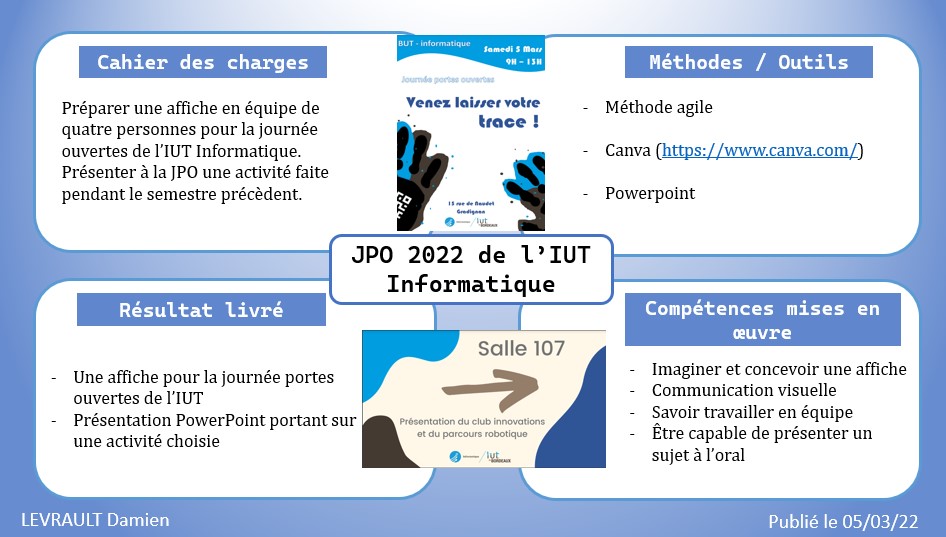 Cahier des charges
Préparer une affiche en équipe de
quatre personnes pour la journée
ouvertes de l'IUT Informatique.
Présenter à la JPO une activité faite
pendant le semestre précèdent.
BUT - informatique
Samedi 5 Mars
9H – 15H
Journée portes ouvertes
Venez laisser votre
trace !
15 rue de Naudet
Gradignan
Méthodes / Outils
- Méthode agile
- Canva (https://www.canva.com/)
- Powerpoint
JPO 2022 de l'IUT
Informatique
Résultat livré
- Une affiche pour la journée portes
ouvertes de l'IUT
- Présentation PowerPoint portant sur
une activité choisie
Salle 107
Présentation du club innovations
et du parcours robotique
informatique
iut
BORDEAUX
Compétences mises en
œuvre
- Imaginer et concevoir une affiche
- Communication visuelle
- Savoir travailler en équipe
- Être capable de présenter un
sujet à l'oral
LEVRAULT Damien
Publié le 05/03/22